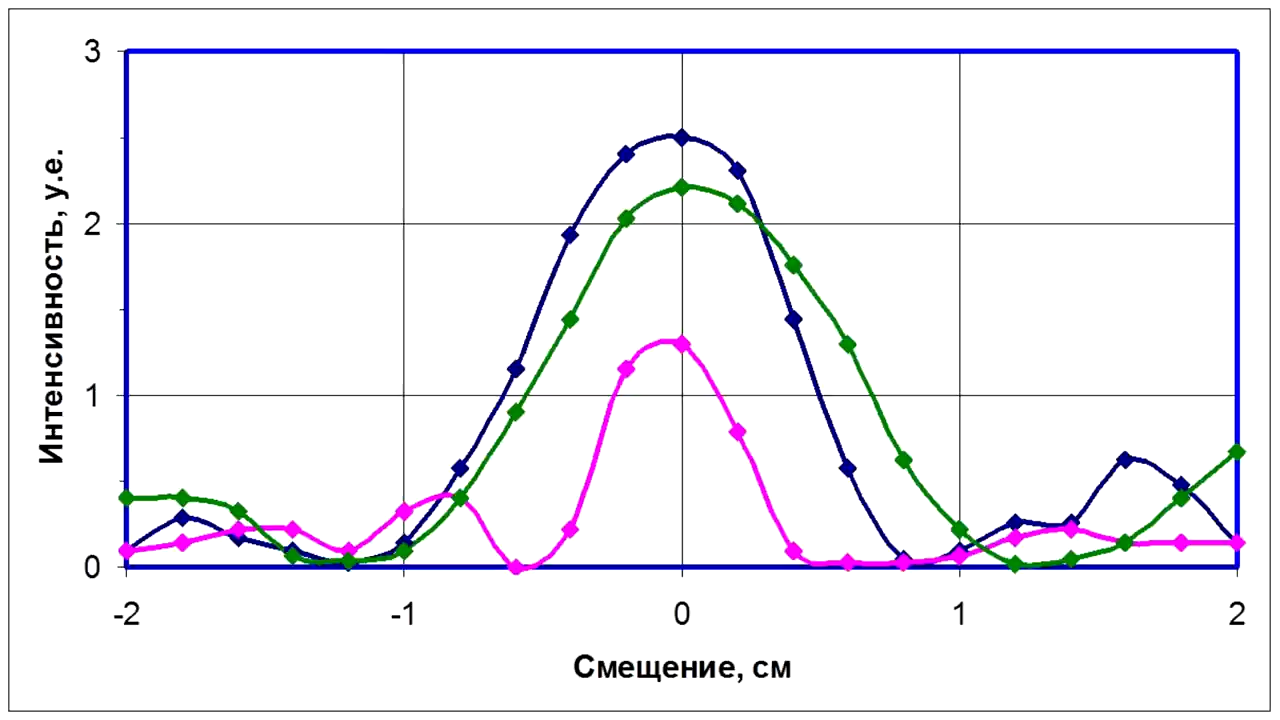 3
2
1
0
-2 -1 0 1 2
Интенсивность, у.е.
Смещение, см